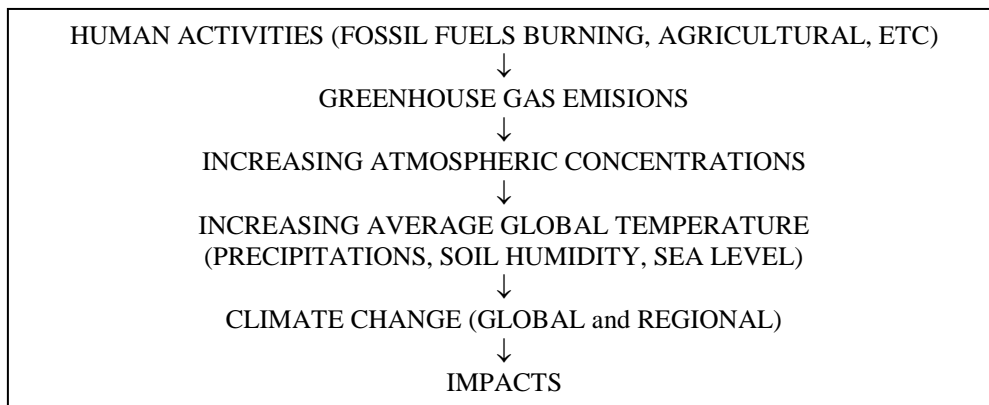 HUMAN ACTIVITIES (FOSSIL FUELS BURNING, AGRICULTURAL, ETC)
↓
GREENHOUSE GAS EMISIONS
↓
INCREASING ATMOSPHERIC CONCENTRATIONS
↓
INCREASING AVERAGE GLOBAL TEMPERATURE
(PRECIPITATIONS, SOIL HUMIDITY, SEA LEVEL)
↓
CLIMATE CHANGE (GLOBAL and REGIONAL)
↓
IMPACTS